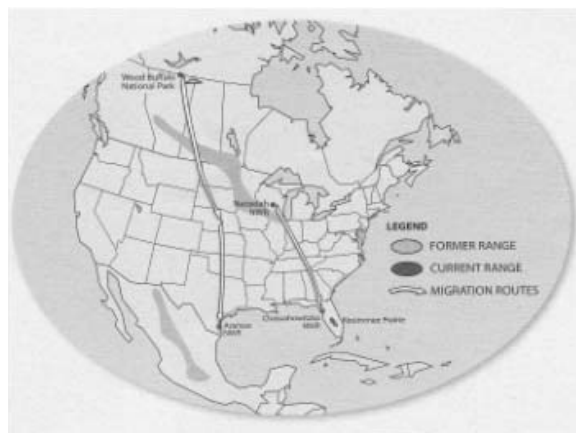 Wood Buffalo
National Park
Necedah
NWR
LEGEND
FORMER RANGE
CURRENT RANGE
MIGRATION ROUTES
Chassahowitzka
NWR
Kissimmee Prairie
Aransas
NWR